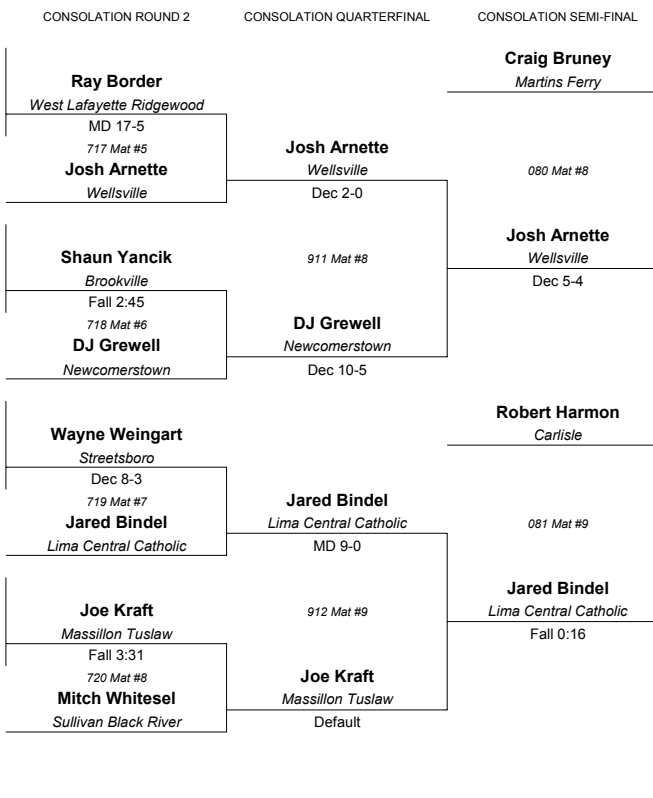 CONSOLATION ROUND 2
CONSOLATION QUARTERFINAL
CONSOLATION SEMI-FINAL
Ray Border
West Lafayette Ridgewood
MD 17-5
717 Mat #5
Josh Arnette
Wellsville
Shaun Yancik
Brookville
Fall 2:45
718 Mat #6
DJ Grewell
Newcomerstown
Wayne Weingart
Streetsboro
Dec 8-3
719 Mat #7
Jared Bindel
Lima Central Catholic
Joe Kraft
Massillon Tuslaw
Fall 3:31
720 Mat #8
Mitch Whitesel
Sullivan Black River
Josh Arnette
Wellsville
Dec 2-0
911 Mat #8
DJ Grewell
Newcomerstown
Dec 10-5
Jared Bindel
Lima Central Catholic
MD 9-0
912 Mat #9
Joe Kraft
Massillon Tuslaw
Default
Craig Bruney
Martins Ferry
080 Mat #8
Josh Arnette
Wellsville
Dec 5-4
Robert Harmon
Carlisle
081 Mat #9
Jared Bindel
Lima Central Catholic
Fall 0:16